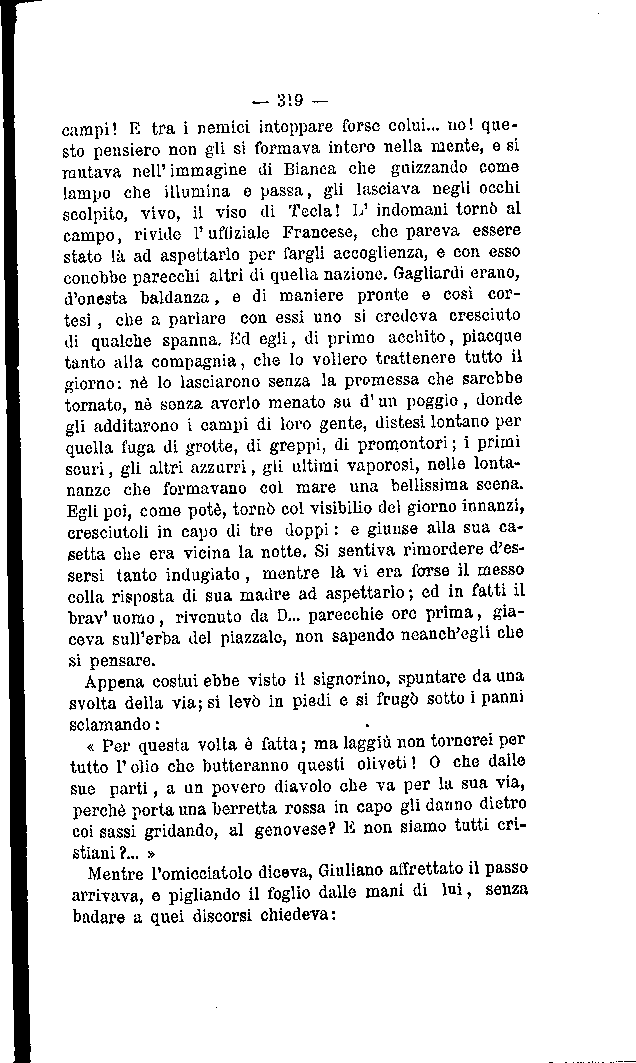 — 319 —
campi! E tra i nemici intoppare forse colui... no! que-
sto pensiero non gli si formava intero nella mente, e si
mutava nell' immagine di Bianca che guizzando come
lampo che illumina e passa, gli lasciava negli occhi
scolpito, vivo, il viso di Tecla! L' indomani tornò al
campo, rivide l' uffiziale Francese, che pareva essere
stato là ad aspettarlo per fargli accoglienza, e con esso
conobbe parecchi altri di quella nazione. Gagliardi erano,
d'onesta baldanza, e di maniere pronte e così cor-
tesi, che a parlare con essi uno si credeva cresciuto
di qualche spanna. Ed egli, di primo acchito, piacque
tanto alla compagnia, che lo vollero trattenere tutto il
giorno: nè lo lasciarono senza la promessa che sarebbe
tornato, nè senza averlo menato su d' un poggio, donde
gli additarono i campi di loro gente, distesi lontano per
quella fuga di grotte, di greppi, di promontori; i primi
scuri, gli altri azzurri, gli ultimi vaporosi, nelle lonta-
nanze che formavano col mare una bellissima scena.
Egli poi, come potè, tornò col visibilio del giorno innanzi,
cresciutoli in capo di tre doppi: e giunse alla sua ca-
setta che era vicina la notte. Si sentiva rimordere d'es-
sersi tanto indugiato, mentre là vi era forse il messo
colla risposta di sua madre ad aspettarlo; ed in fatti il
brav' uomo, rivenuto da D... parecchie ore prima, gia-
ceva sull'erba del piazzale, non sapendo neanch'egli che
si pensare.
Appena costui ebbe visto il signorino, spuntare da una
svolta della via; si levò in piedi e si frugò sotto i panni
sclamando:
« Per questa volta è fatta; ma laggiù non tornerei per
tutto l' olio che butteranno questi oliveti! O che dalle
sue parti, a un povero diavolo che va per la sua via,
perchè porta una berretta rossa in capo gli danno dietro
coi sassi gridando, al genovese? E non siamo tutti cri-
stiani?... »
Mentre l'omicciatolo diceva, Giuliano affrettato il passo
arrivava, e pigliando il foglio dalle mani di lui, senza
badare a quei discorsi chiedeva: